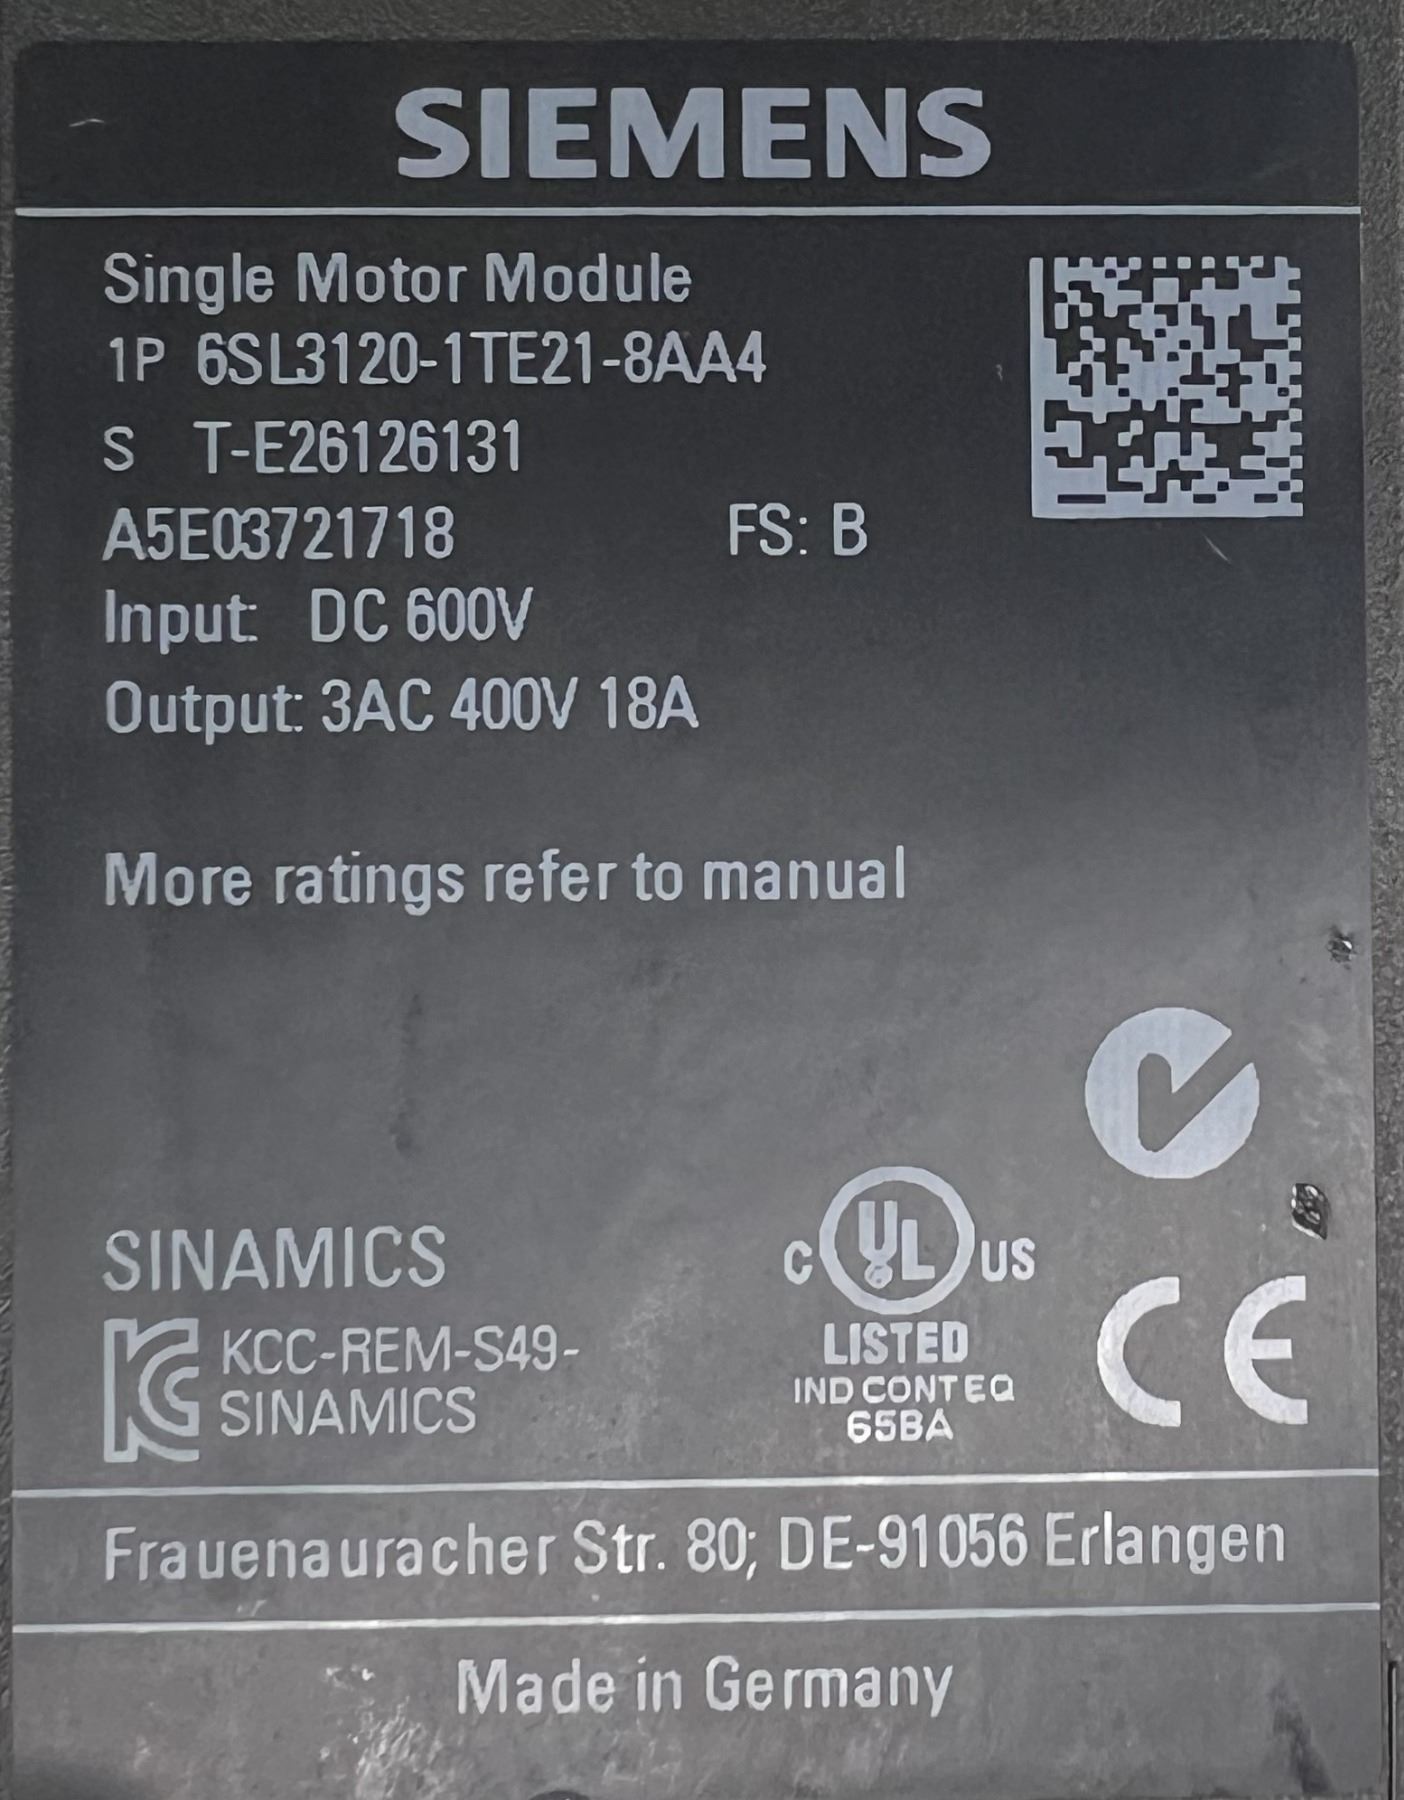 SIEMENS
Single Motor Module
1P 6SL3120-1TE21-8AA4
S T-E26126131
A5E03721718 FS: B
Input: DC 600V
Output: 3AC 400V 18A
More ratings refer to manual
SINAMICS
KCC-REM-S49-
SINAMICS
C UL US
LISTED
IND CONT EQ
65BA
CE
Frauenauracher Str. 80; DE-91056 Erlangen
Made in Germany